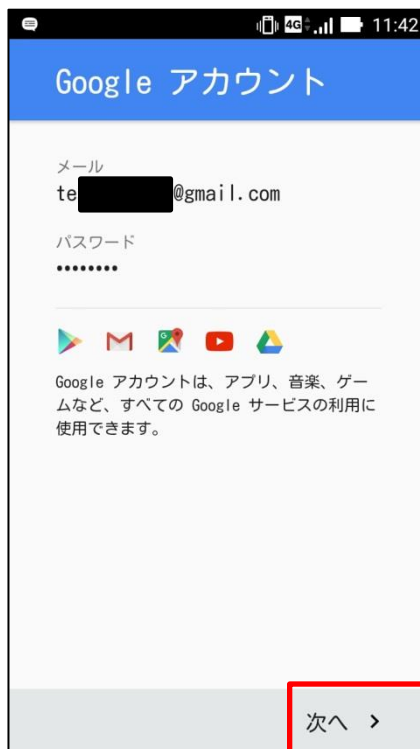 4G 11:42
Google アカウント
メール
te @gmail.com
パスワード
••••••••
Google アカウントは、アプリ、音楽、ゲー
ムなど、すべての Google サービスの利用に
使用できます。
次へ >